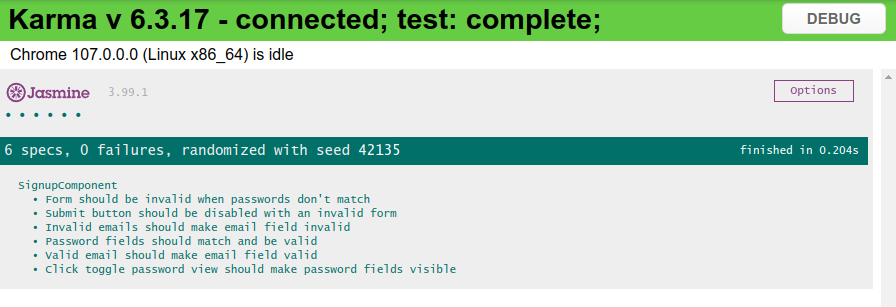 Karma v 6.3.17 - connected; test: complete;
DEBUG
Chrome 107.0.0.0 (Linux x86_64) is idle
Jasmine 3.99.1
Options
• • • • • •
6 specs, 0 failures, randomized with seed 42135
finished in 0.204s
SignupComponent
• Form should be invalid when passwords don't match
• Submit button should be disabled with an invalid form
• Invalid emails should make email field invalid
• Password fields should match and be valid
• Valid email should make email field valid
• Click toggle password view should make password fields visible